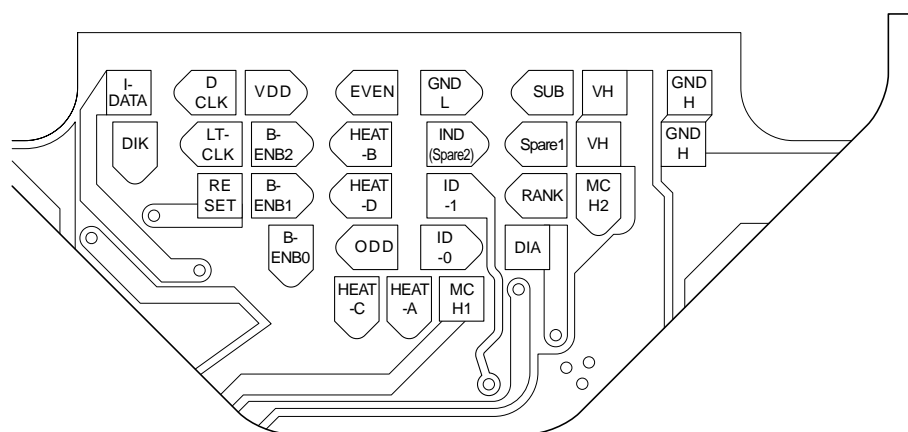 I-
DATA
D
CLK
VDD
EVEN
GND
L
SUB
VH
GND
H
DIK
LT-
CLK
B-
ENB2
HEAT
-B
IND
(Spare2)
Spare1
VH
GND
H
RE
SET
B-
ENB1
HEAT
-D
ID
-1
RANK
MC
H2
B-
ENB0
ODD
ID
-0
DIA
HEAT
-C
HEAT
-A
MC
H1